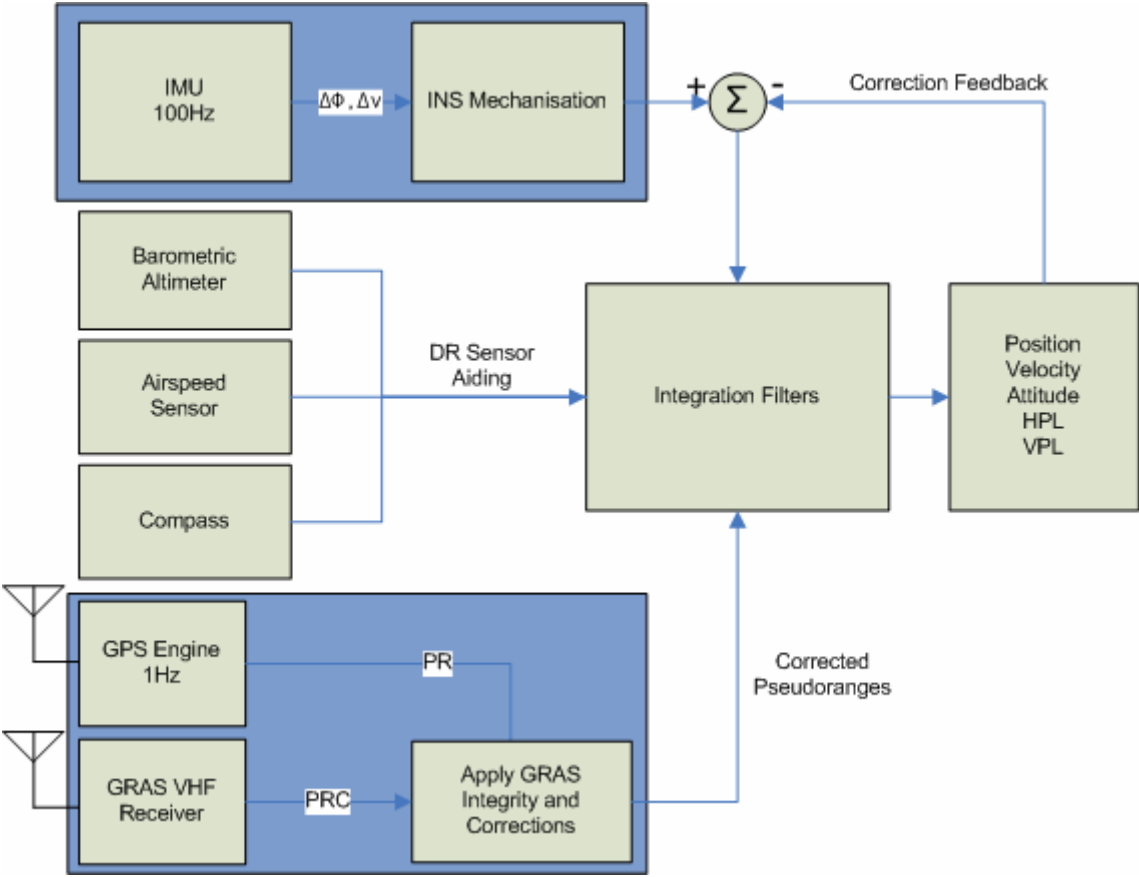 IMU
100Hz
ΔΦ , Δv
INS Mechanisation
+
Σ
-
Correction Feedback
Barometric
Altimeter
Airspeed
Sensor
Compass
DR Sensor
Aiding
Integration Filters
Position
Velocity
Attitude
HPL
VPL
GPS Engine
1Hz
PR
GRAS VHF
Receiver
PRC
Apply GRAS
Integrity and
Corrections
Corrected
Pseudoranges